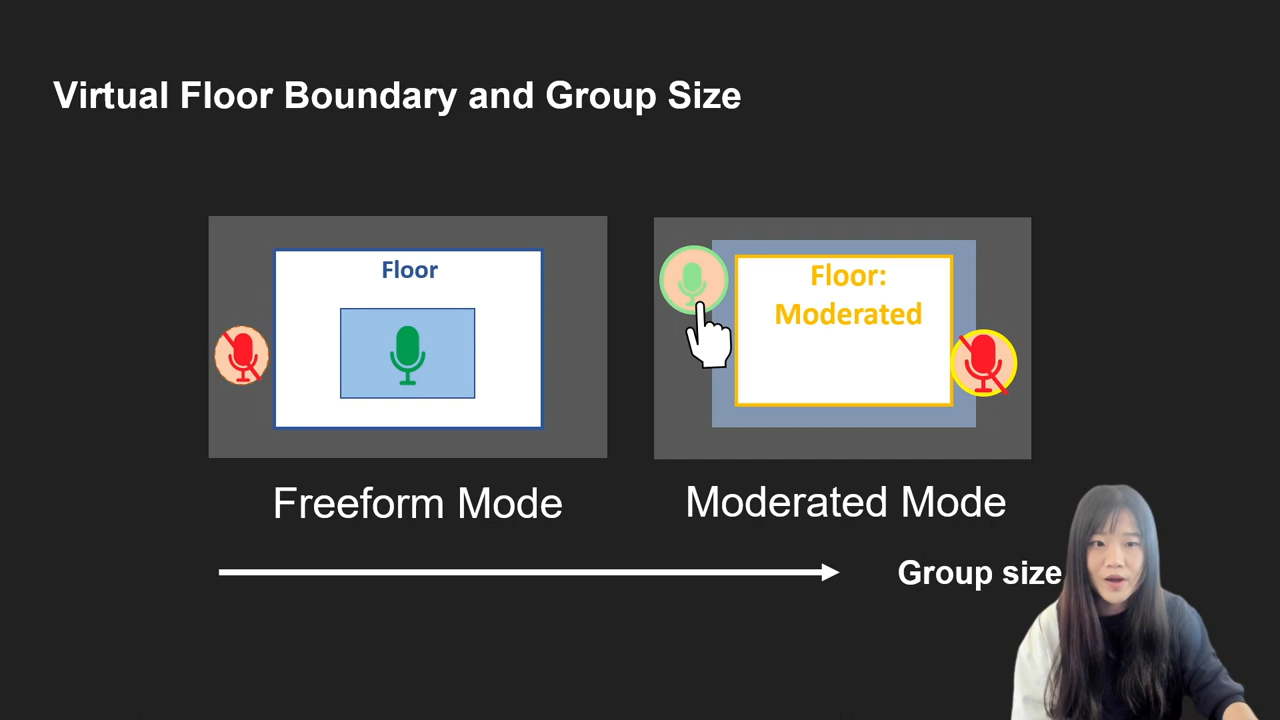 Virtual Floor Boundary and Group Size
Floor
Floor:
Moderated
Freeform Mode
Moderated Mode
Group size